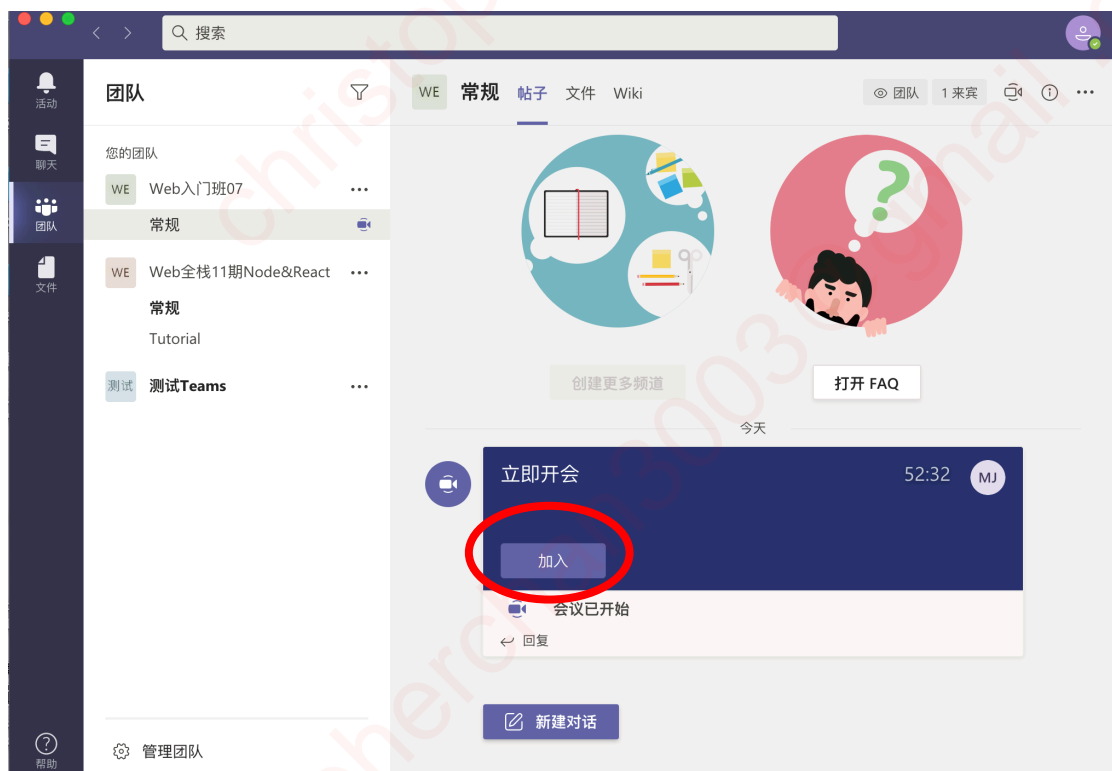 搜索
活动
聊天
团队
文件
帮助
团队
您的团队
WE Web入门班07
常规
WE Web全栈11期Node&React
常规
Tutorial
测试 测试Teams
管理团队
WE 常规 帖子 文件 Wiki
团队 1 来宾
创建更多频道
打开 FAQ
今天
立即开会 52:32 MJ
加入
会议已开始
回复
新建对话